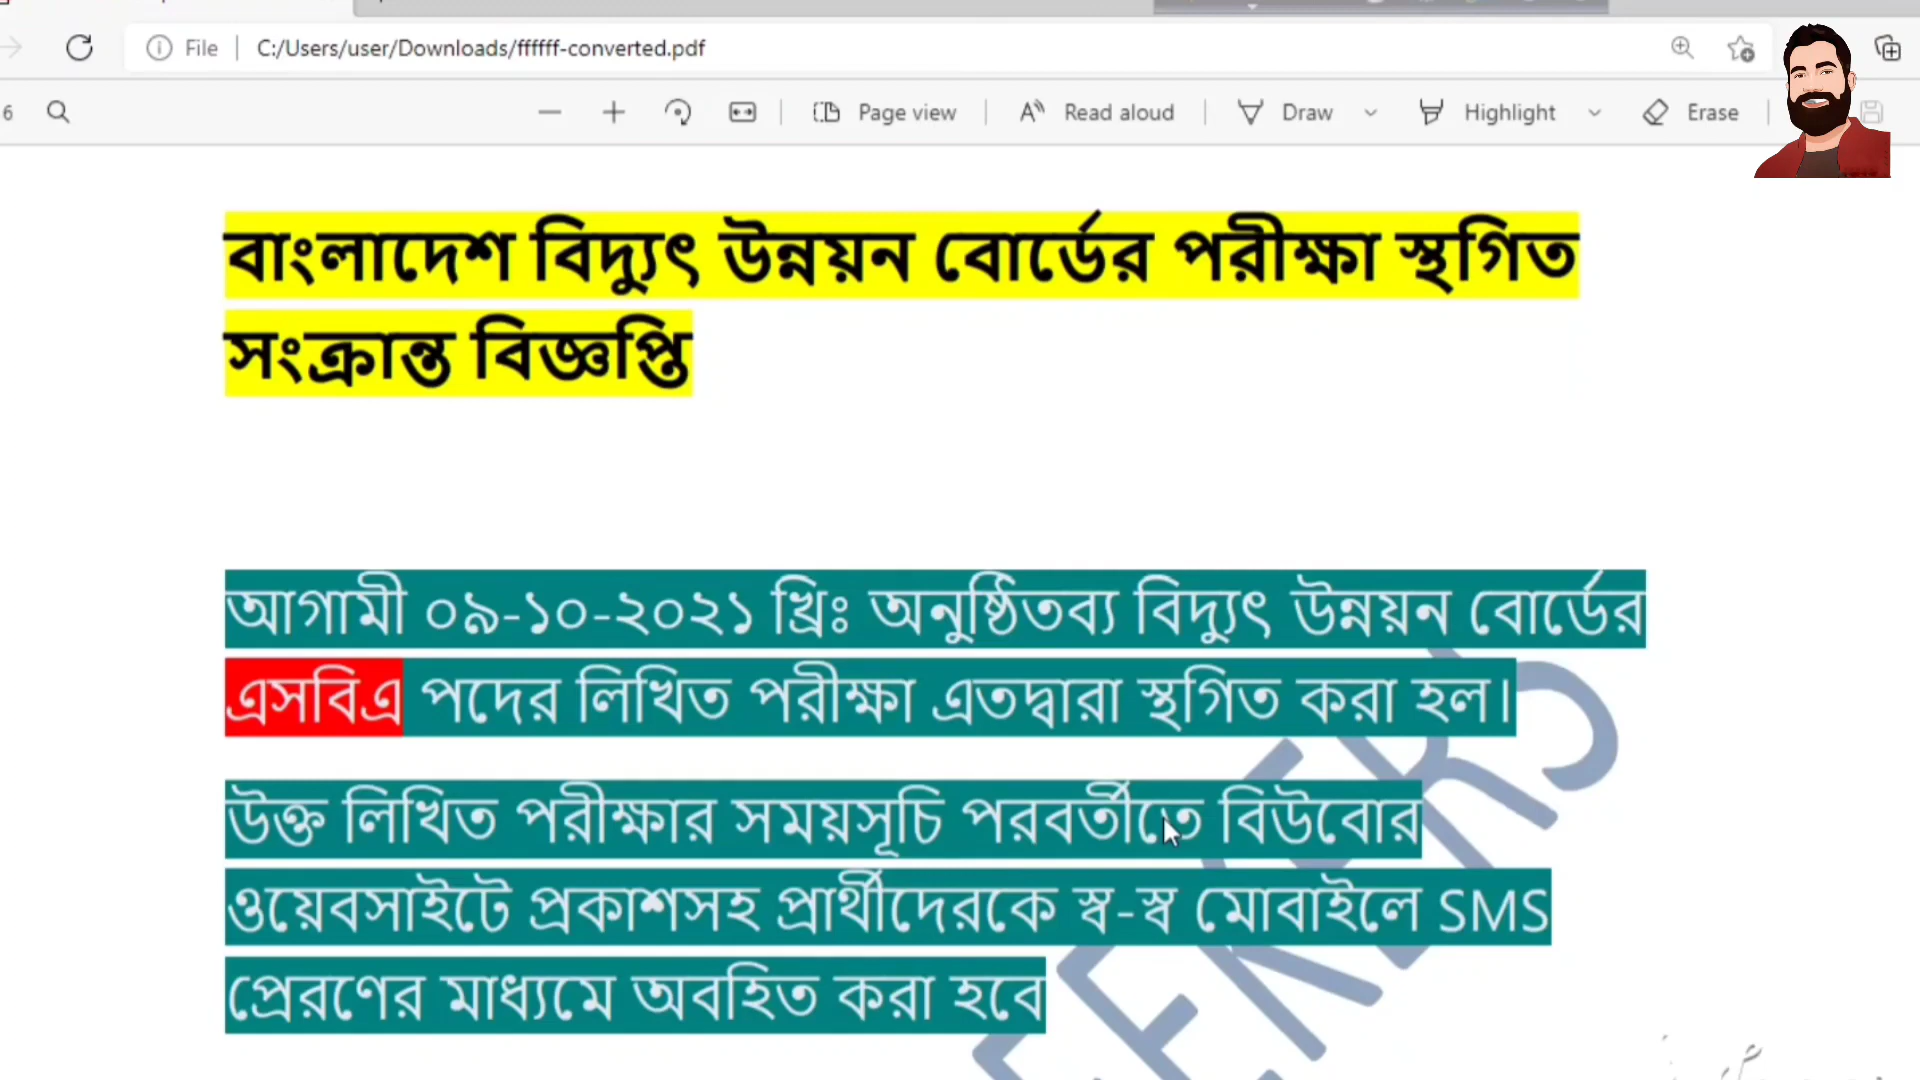 File C:/Users/user/Downloads/ffffff-converted.pdf
6 Page view Read aloud Draw Highlight Erase
বাংলাদেশ বিদ্যুৎ উন্নয়ন বোর্ডের পরীক্ষা স্থগিত
সংক্রান্ত বিজ্ঞপ্তি
আগামী ০৯-১০-২০২১ খ্রিঃ অনুষ্ঠিতব্য বিদ্যুৎ উন্নয়ন বোর্ডের
এসবিএ পদের লিখিত পরীক্ষা এতদ্বারা স্থগিত করা হল।
উক্ত লিখিত পরীক্ষার সময়সূচি পরবর্তীতে বিউবোর
ওয়েবসাইটে প্রকাশসহ প্রার্থীদেরকে স্ব-স্ব মোবাইলে SMS
প্রেরণের মাধ্যমে অবহিত করা হবে